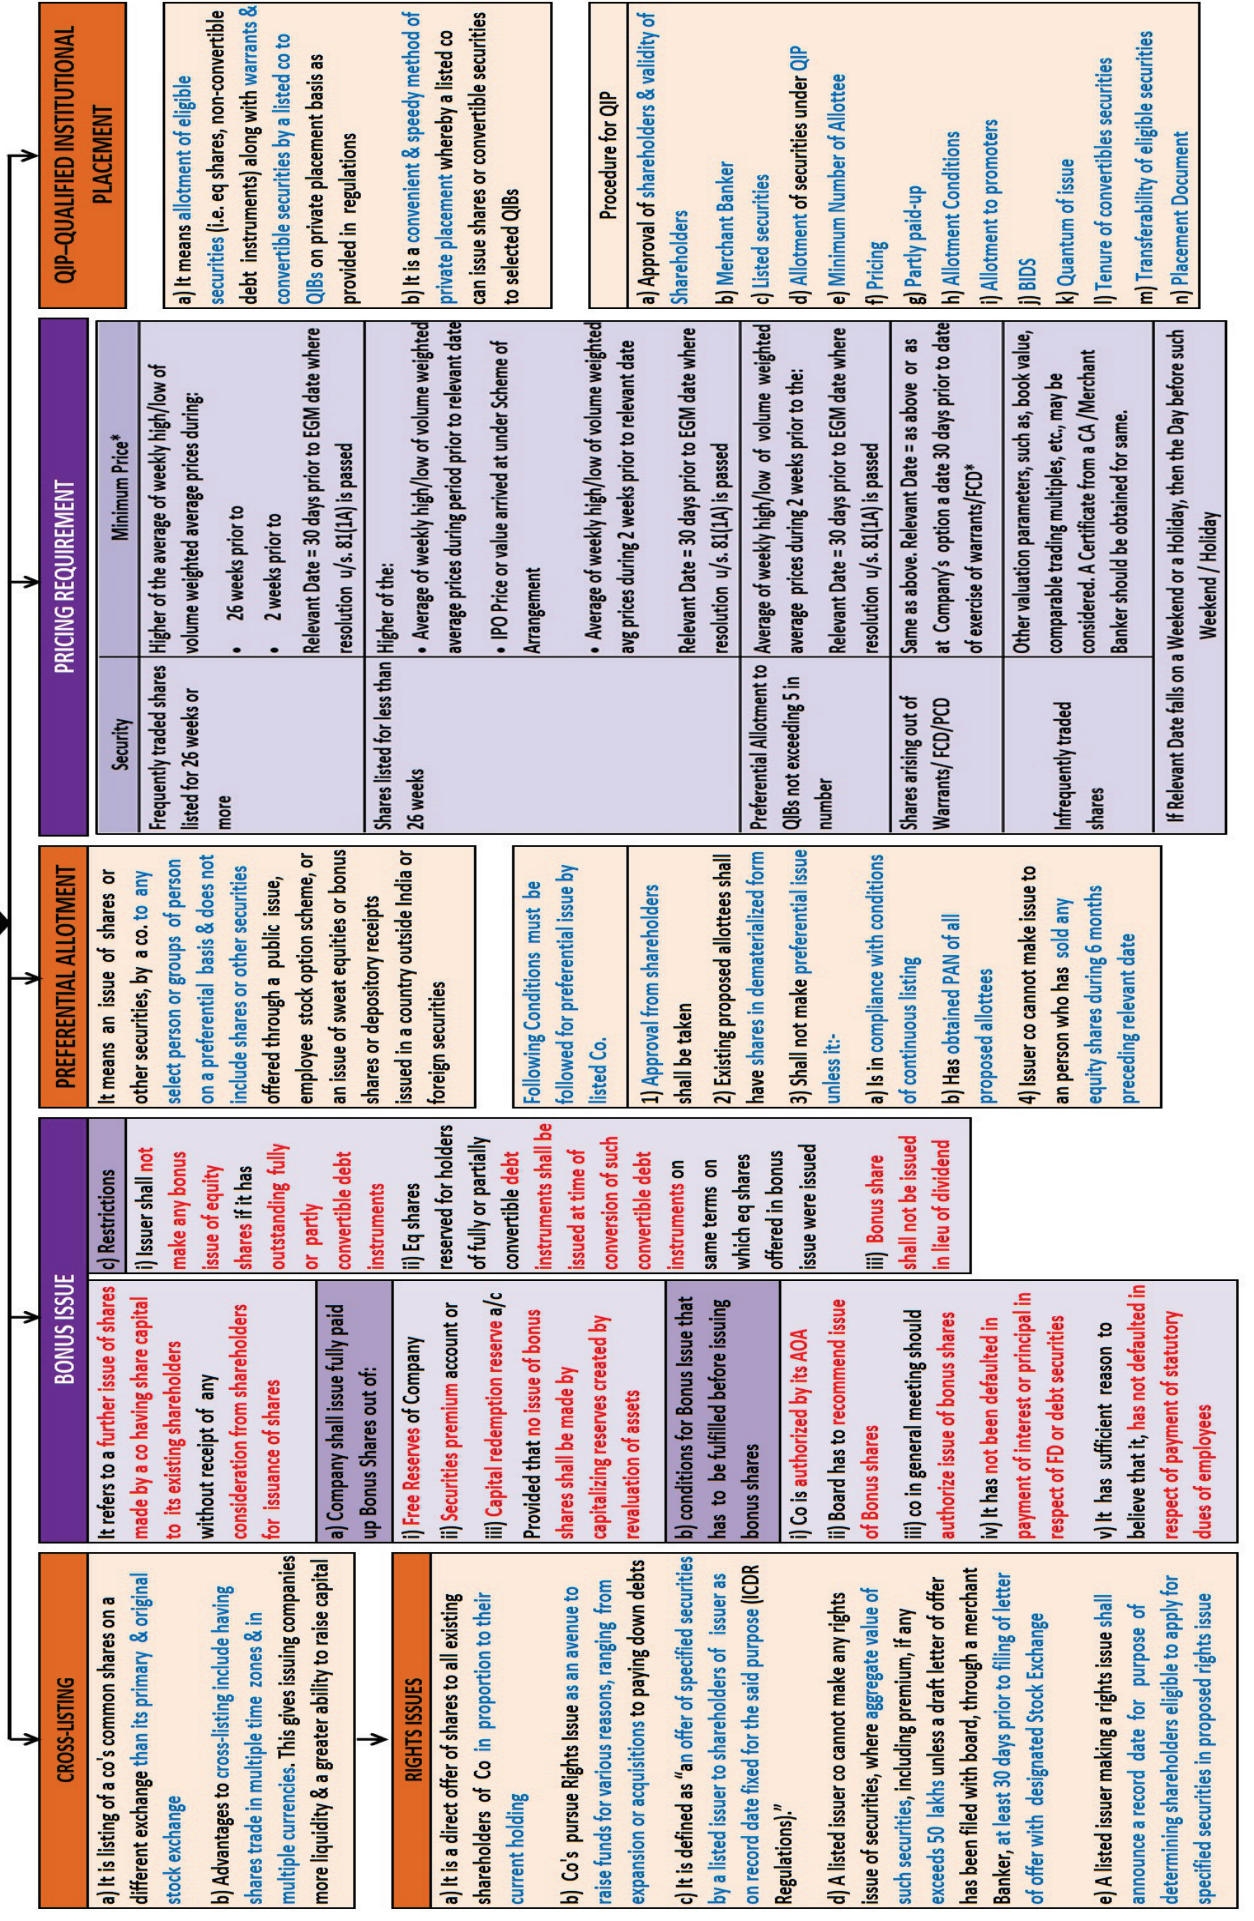 CROSS-LISTING
a) It is listing of a co's common shares on a
different exchange than its primary & original
stock exchange
b) Advantages to cross-listing include having
shares trade in multiple time zones & in
multiple currencies. This gives issuing companies
more liquidity & a greater ability to raise capital
RIGHTS ISSUES
a) It is a direct offer of shares to all existing
shareholders of Co in proportion to their
current holding
b) Co's pursue Rights Issue as an avenue to
raise funds for various reasons, ranging from
expansion or acquisitions to paying down debts
c) It is defined as “an offer of specified securities
by a listed issuer to shareholders of issuer as
on record date fixed for the said purpose (ICDR
Regulations).”
d) A listed issuer co cannot make any rights
issue of securities, where aggregate value of
such securities, including premium, if any
exceeds 50 lakhs unless a draft letter of offer
has been filed with board, through a merchant
Banker, at least 30 days prior to filing of letter
of offer with designated Stock Exchange
e) A listed issuer making a rights issue shall
announce a record date for purpose of
determining shareholders eligible to apply for
specified securities in proposed rights issue
BONUS ISSUE
It refers to a further issue of shares
made by a co having share capital
to its existing shareholders
without receipt of any
consideration from shareholders
for issuance of shares
a) Company shall issue fully paid
up Bonus Shares out of:
i) Free Reserves of Company
ii) Securities premium account or
iii) Capital redemption reserve a/c
Provided that no issue of bonus
shares shall be made by
capitalizing reserves created by
revaluation of assets
b) conditions for Bonus Issue that
has to be fulfilled before issuing
bonus shares
i) Co is authorized by its AOA
ii) Board has to recommend issue
of Bonus shares
iii) co in general meeting should
authorize issue of bonus shares
iv) It has not been defaulted in
payment of interest or principal in
respect of FD or debt securities
v) It has sufficient reason to
believe that it, has not defaulted in
respect of payment of statutory
dues of employees
c) Restrictions
i) Issuer shall not
make any bonus
issue of equity
shares if it has
outstanding fully
or partly
convertible debt
instruments
ii) Eq shares
reserved for holders
of fully or partially
convertible debt
instruments shall be
issued at time of
conversion of such
convertible debt
instruments on
same terms on
which eq shares
offered in bonus
issue were issued
iii) Bonus share
shall not be issued
in lieu of dividend
PREFERENTIAL ALLOTMENT
It means an issue of shares or
other securities, by a co. to any
select person or groups of person
on a preferential basis & does not
include shares or other securities
offered through a public issue,
employee stock option scheme, or
an issue of sweat equities or bonus
shares or depository receipts
issued in a country outside India or
foreign securities
Following Conditions must be
followed for preferential issue by
listed Co.
1) Approval from shareholders
shall be taken
2) Existing proposed allottees shall
have shares in dematerialized form
3) Shall not make preferential issue
unless it:-
a) Is in compliance with conditions
of continuous listing
b) Has obtained PAN of all
proposed allottees
4) Issuer co cannot make issue to
an person who has sold any
equity shares during 6 months
preceding relevant date
PRICING REQUIREMENT
Security
Minimum Price*
Frequently traded shares
listed for 26 weeks or
more
Higher of the average of weekly high/low of
volume weighted average prices during:
• 26 weeks prior to
• 2 weeks prior to
Relevant Date = 30 days prior to EGM date where
resolution u/s. 81(1A) is passed
Shares listed for less than
26 weeks
Higher of the:
• Average of weekly high/low of volume weighted
average prices during period prior to relevant date
• IPO Price or value arrived at under Scheme of
Arrangement
• Average of weekly high/low of volume weighted
avg prices during 2 weeks prior to relevant date
Relevant Date = 30 days prior to EGM date where
resolution u/s. 81(1A) is passed
Preferential Allotment to
QIBs not exceeding 5 in
number
Average of weekly high/low of volume weighted
average prices during 2 weeks prior to the:
Relevant Date = 30 days prior to EGM date where
resolution u/s. 81(1A) is passed
Shares arising out of
Warrants/ FCD/PCD
Same as above. Relevant Date = as above or as
at Company's option a date 30 days prior to date
of exercise of warrants/FCD*
Infrequently traded
shares
Other valuation parameters, such as, book value,
comparable trading multiples, etc., may be
considered. A Certificate from a CA /Merchant
Banker should be obtained for same.
If Relevant Date falls on a Weekend or a Holiday, then the Day before such
Weekend / Holiday
QIP–QUALIFIED INSTITUTIONAL
PLACEMENT
a) It means allotment of eligible
securities (i.e. eq shares, non-convertible
debt instruments) along with warrants &
convertible securities by a listed co to
QIBs on private placement basis as
provided in regulations
b) It is a convenient & speedy method of
private placement whereby a listed co
can issue shares or convertible securities
to selected QIBs
Procedure for QIP
a) Approval of shareholders & validity of
Shareholders
b) Merchant Banker
c) Listed securities
d) Allotment of securities under QIP
e) Minimum Number of Allottee
f) Pricing
g) Partly paid-up
h) Allotment Conditions
i) Allotment to promoters
j) BIDS
k) Quantum of issue
l) Tenure of convertibles securities
m) Transferability of eligible securities
n) Placement Document